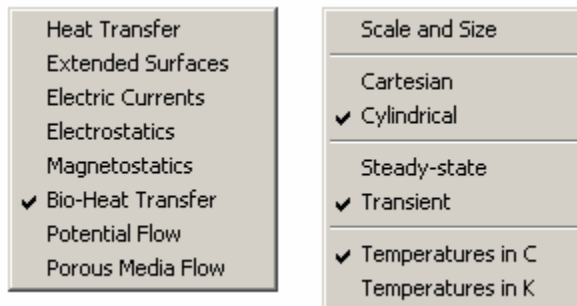 Heat Transfer
Extended Surfaces
Electric Currents
Electrostatics
Magnetostatics
Bio-Heat Transfer
Potential Flow
Porous Media Flow
Scale and Size
Cartesian
Cylindrical
Steady-state
Transient
Temperatures in C
Temperatures in K